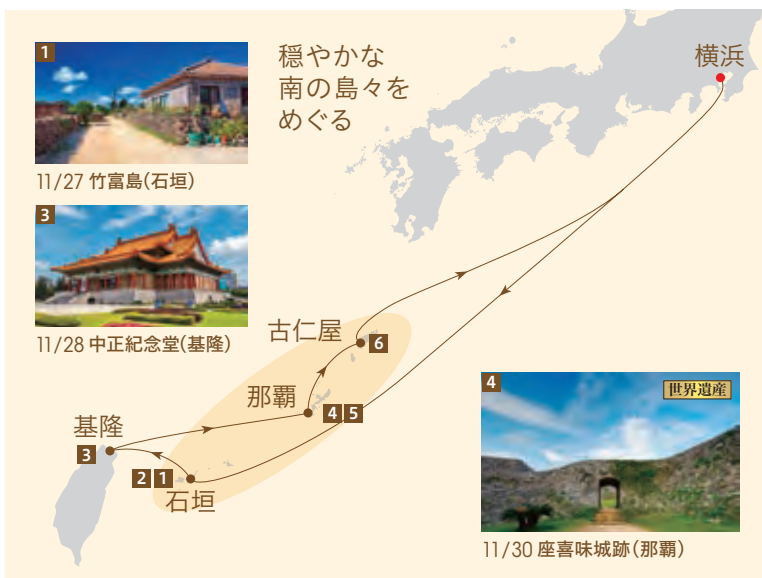 1
11/27 竹富島(石垣)
3
11/28 中正紀念堂(基隆)
穏やかな
南の島々を
めぐる
横浜
古仁屋
6
那覇
4 5
基隆
3
2 1
石垣
4
世界遺産
11/30 座喜味城跡(那覇)